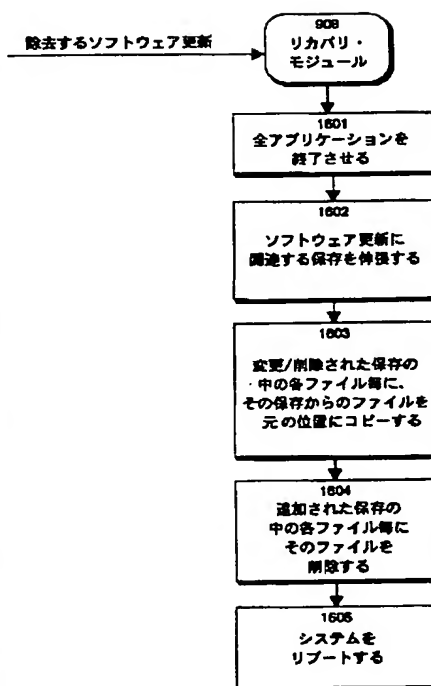 除去するソフトウェア更新
908
リカバリ・
モジュール
1601
全アプリケーションを
終了させる
1602
ソフトウェア更新に
関連する保存を伸張する
1603
変更/削除された保存の
中の各ファイル毎に、
その保存からのファイルを
元の位置にコピーする
1604
追加された保存の
中の各ファイル毎に
そのファイルを
削除する
1605
システムを
リブートする